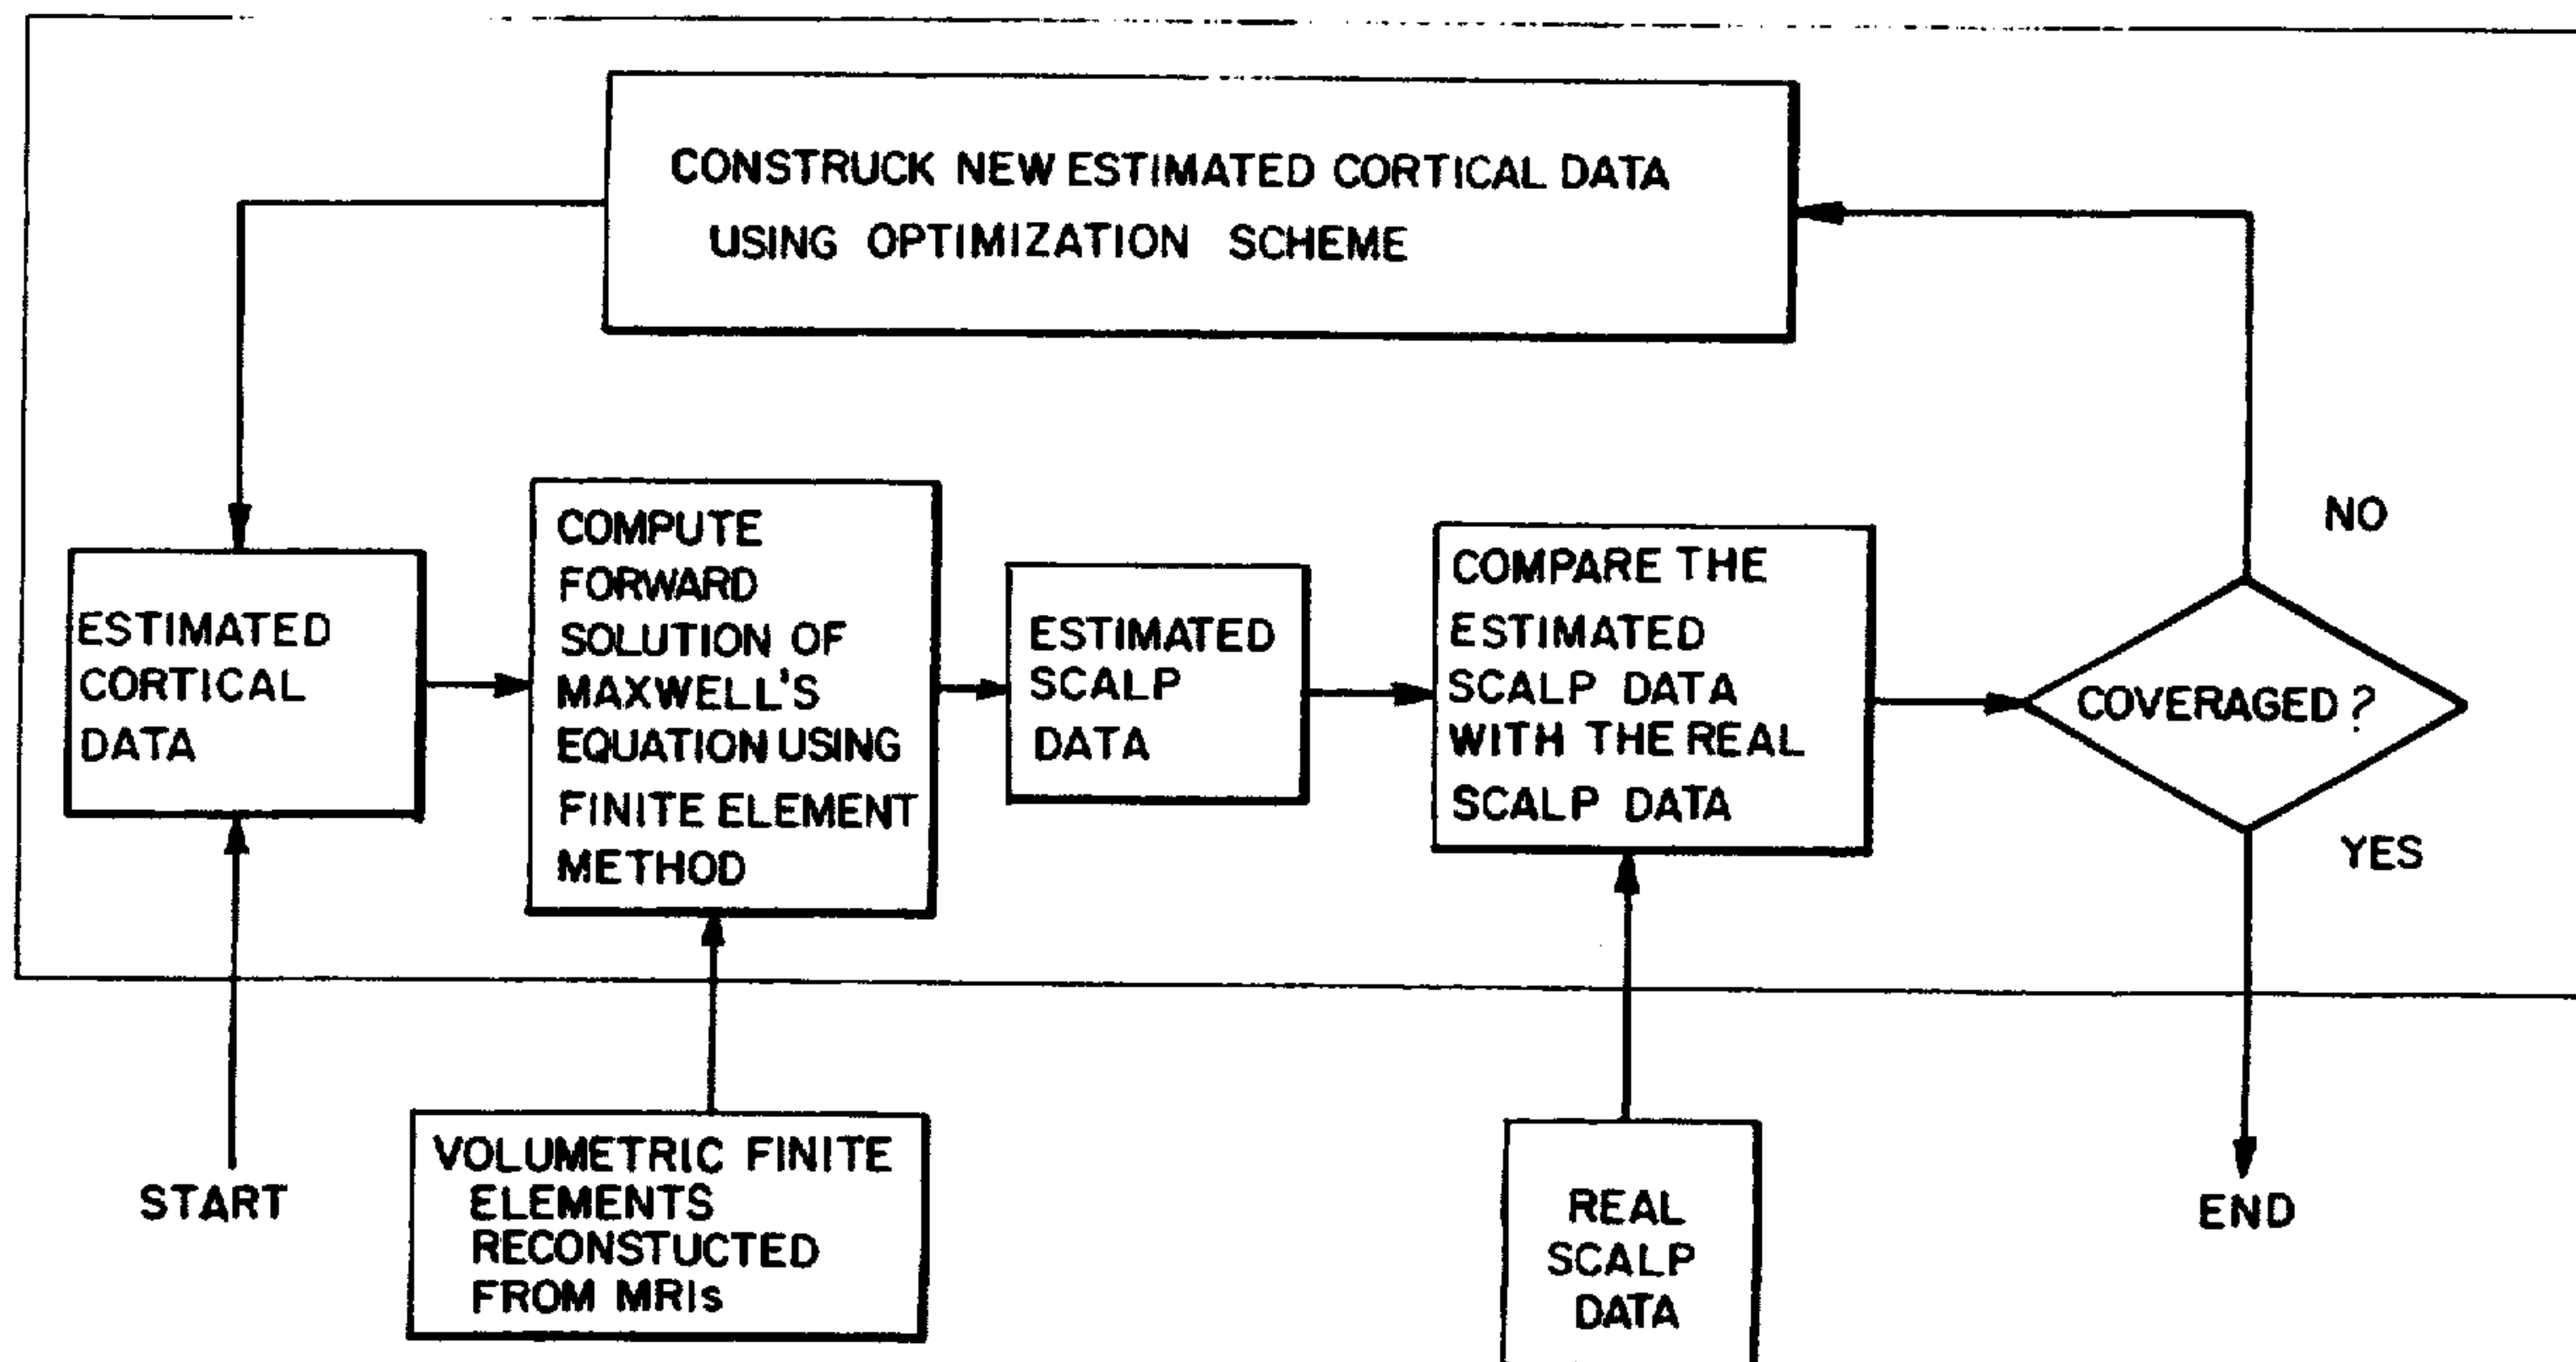 CONSTRUCK NEW ESTIMATED CORTICAL DATA
USING OPTIMIZATION SCHEME
ESTIMATED
CORTICAL
DATA
COMPUTE
FORWARD
SOLUTION OF
MAXWELL'S
EQUATION USING
FINITE ELEMENT
METHOD
ESTIMATED
SCALP
DATA
COMPARE THE
ESTIMATED
SCALP DATA
WITH THE REAL
SCALP DATA
COVERAGED?
NO
YES
START
VOLUMETRIC FINITE
ELEMENTS
RECONSTUCTED
FROM MRIs
REAL
SCALP
DATA
END